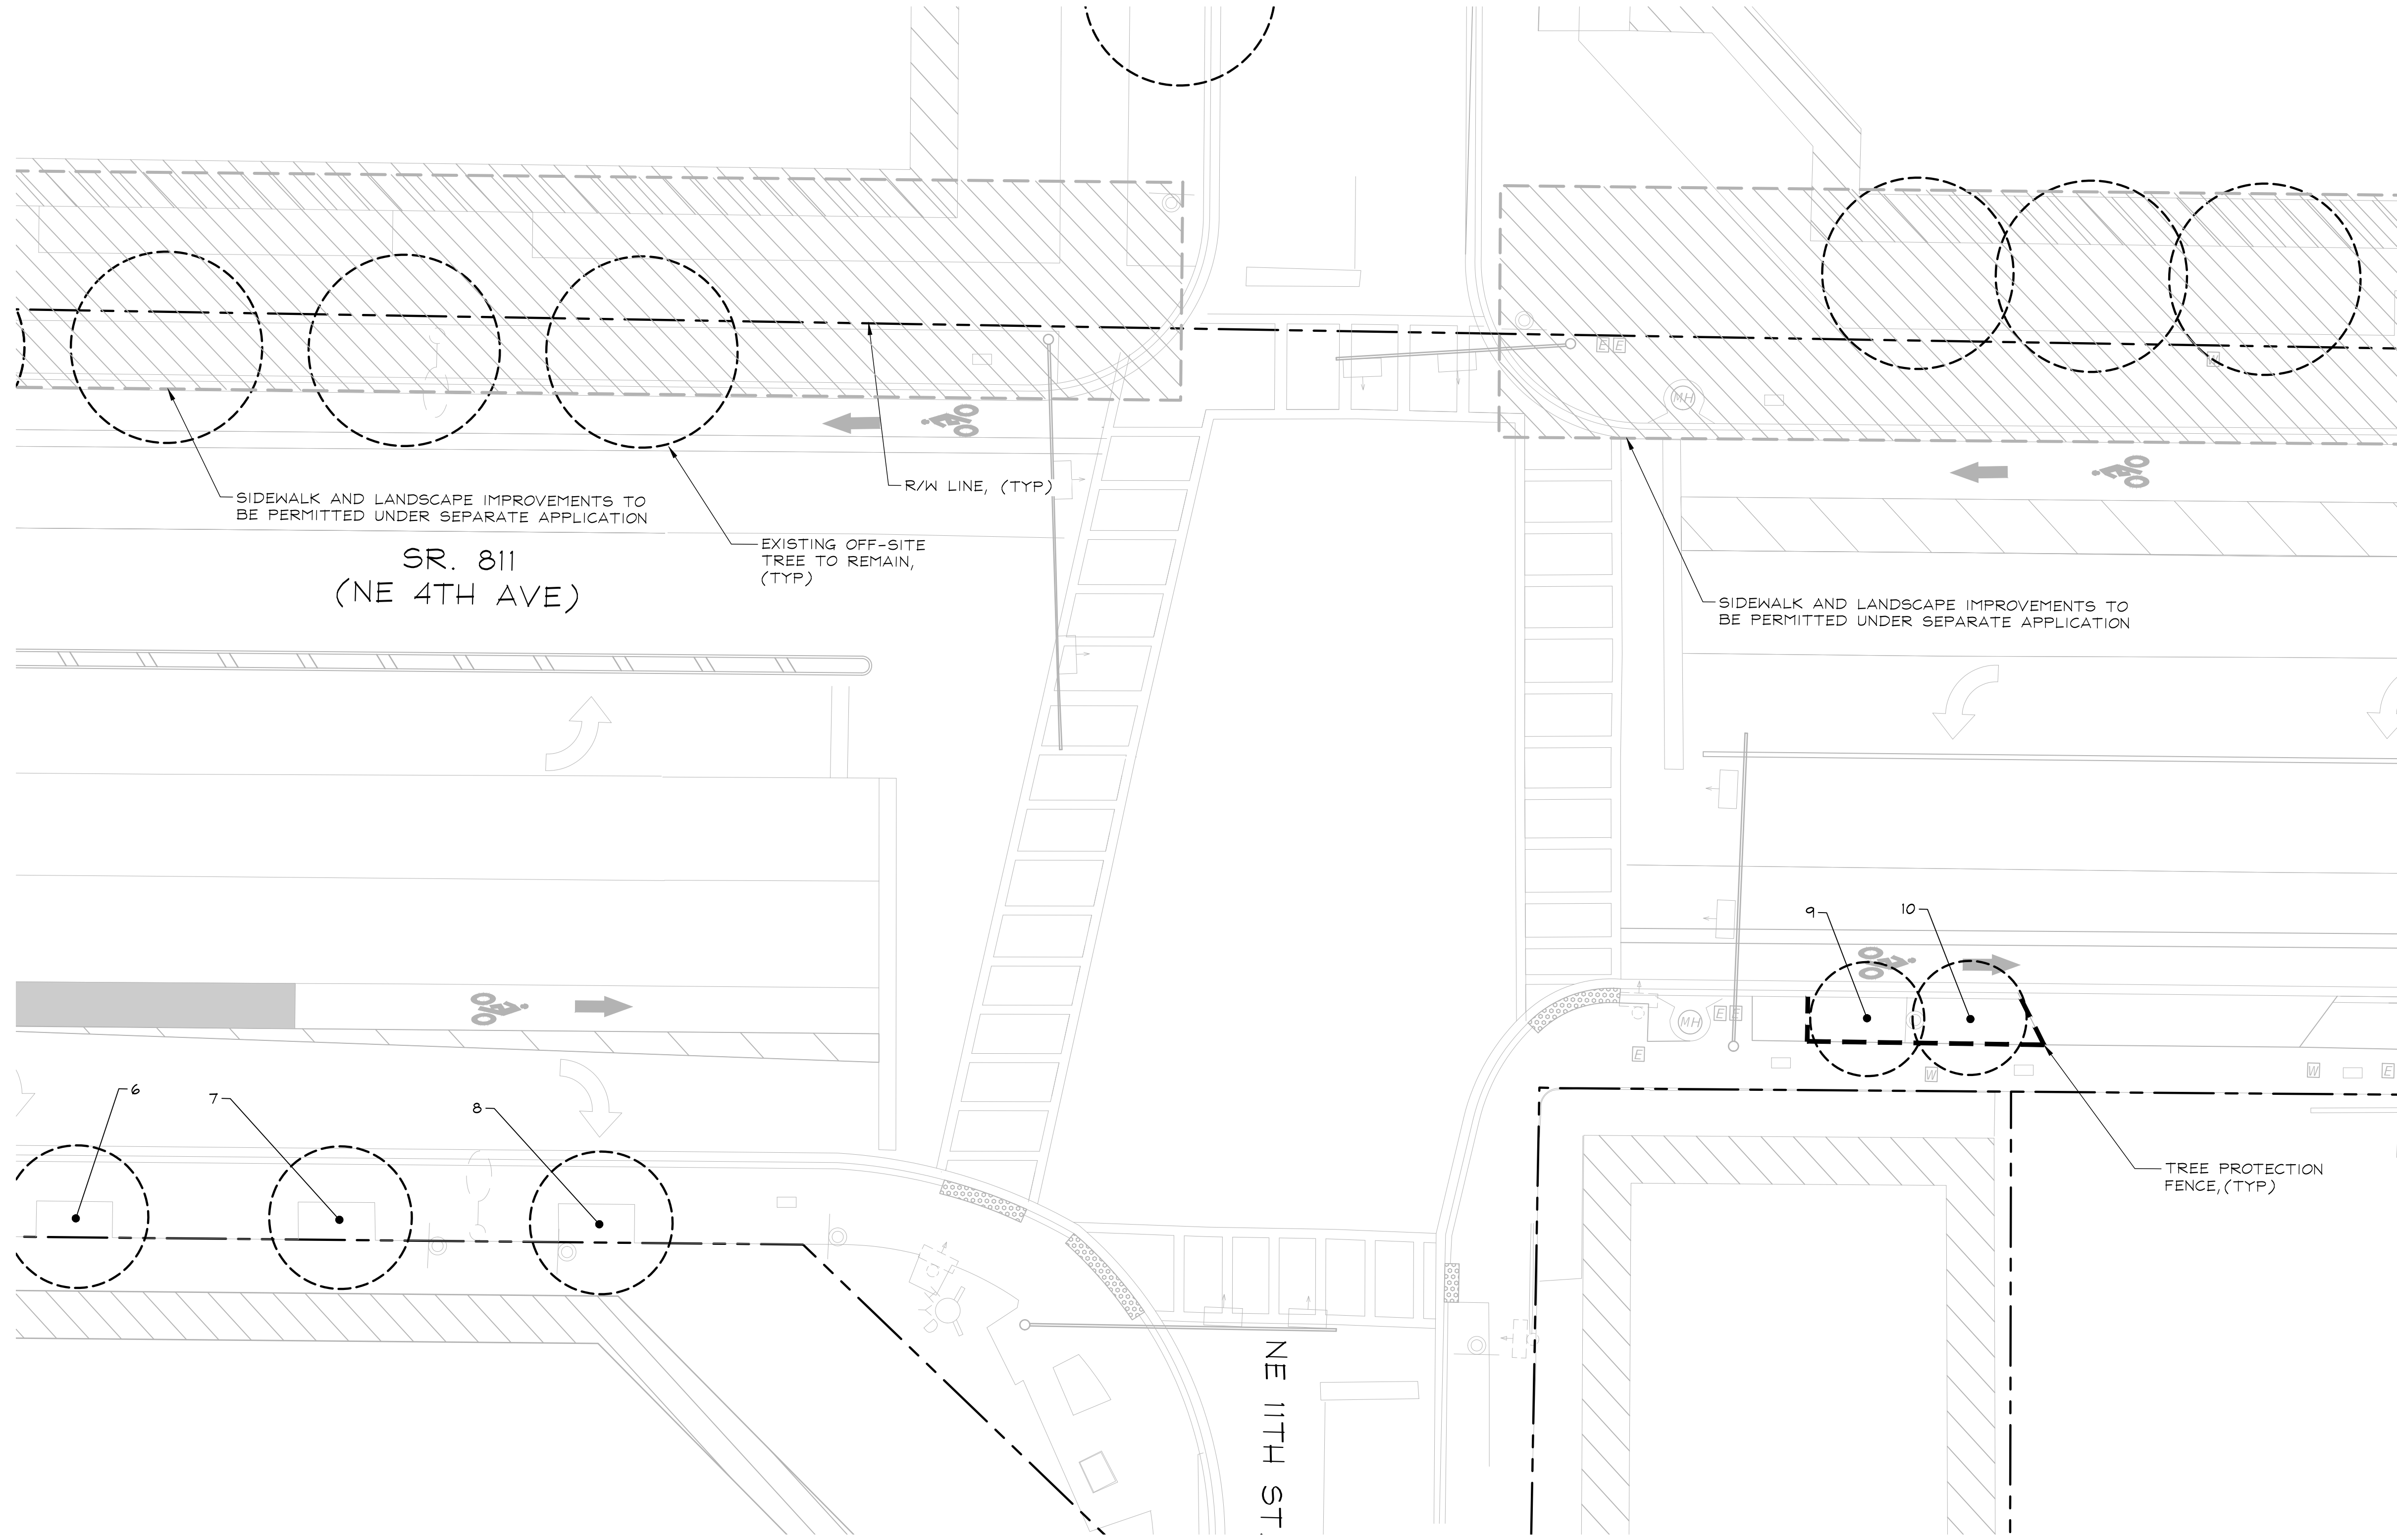 MH
E E
W
R/W LINE, (TYP)
SIDEWALK AND LANDSCAPE IMPROVEMENTS TO
BE PERMITTED UNDER SEPARATE APPLICATION
EXISTING OFF-SITE
TREE TO REMAIN,
(TYP)
SR. 811
(NE 4TH AVE)
SIDEWALK AND LANDSCAPE IMPROVEMENTS TO
BE PERMITTED UNDER SEPARATE APPLICATION
9
10
MH
E E
E
W
W
E
6
7
8
TREE PROTECTION
FENCE,(TYP)
NE 11TH ST.